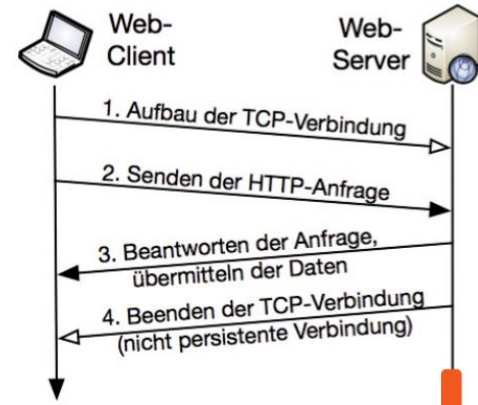 Web-
Client
Web-
Server
1. Aufbau der TCP-Verbindung
2. Senden der HTTP-Anfrage
3. Beantworten der Anfrage,
übermitteln der Daten
4. Beenden der TCP-Verbindung
(nicht persistente Verbindung)